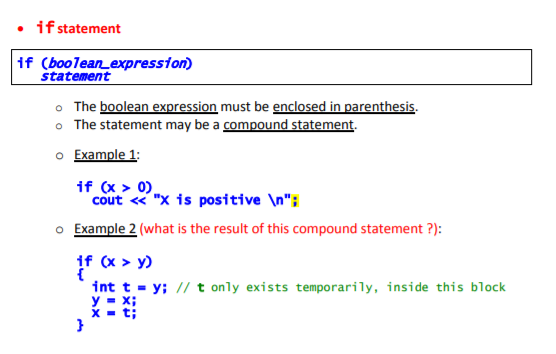 • if statement
if (boolean_expression)
statement
o The boolean expression must be enclosed in parenthesis.
o The statement may be a compound statement.
o Example 1:
if (x > 0)
cout << "X is positive \n";
o Example 2 (what is the result of this compound statement ?):
if (x > y)
{
int t = y; // t only exists temporarily, inside this block
y = x;
x = t;
}